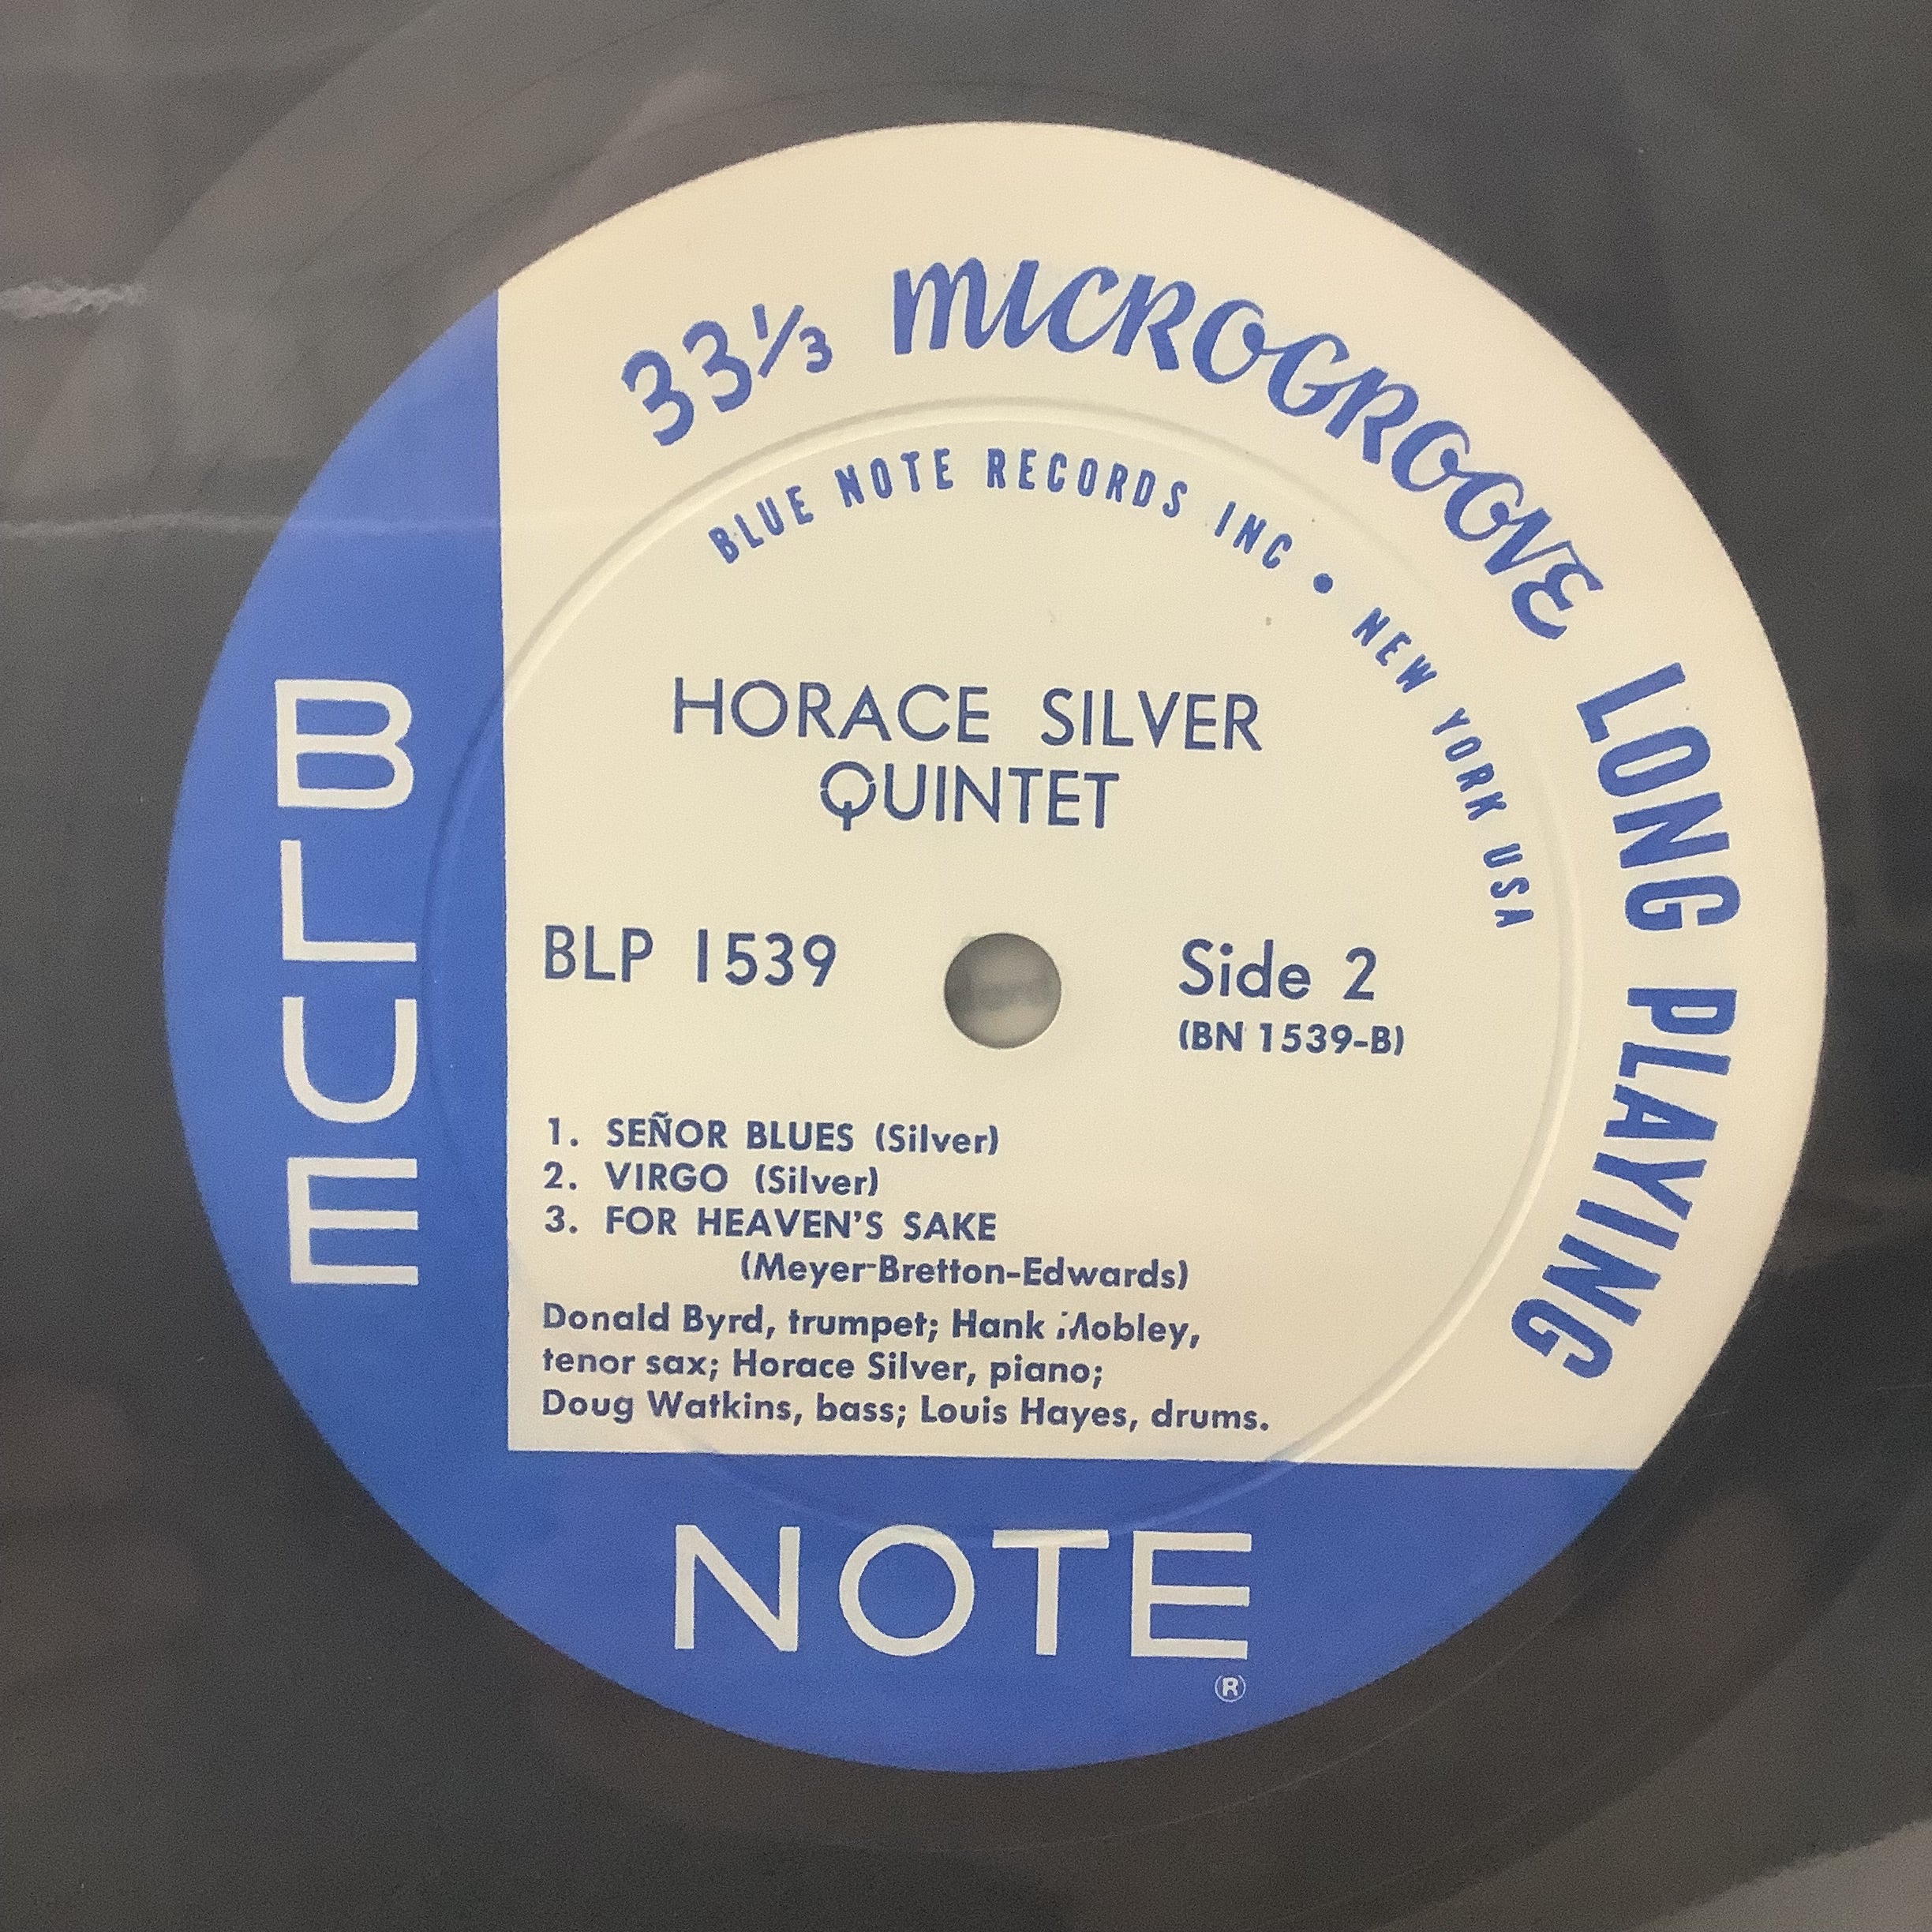 33⅓ MICROGROOVE LONG PLAYING
BLUE NOTE RECORDS INC • NEW YORK USA
HORACE SILVER
QUINTET
BLP 1539
Side 2
(BN 1539-B)
1. SEÑOR BLUES (Silver)
2. VIRGO (Silver)
3. FOR HEAVEN'S SAKE
(Meyer-Bretton-Edwards)
Donald Byrd, trumpet; Hank Mobley,
tenor sax; Horace Silver, piano;
Doug Watkins, bass; Louis Hayes, drums.
BLUE
NOTE
®